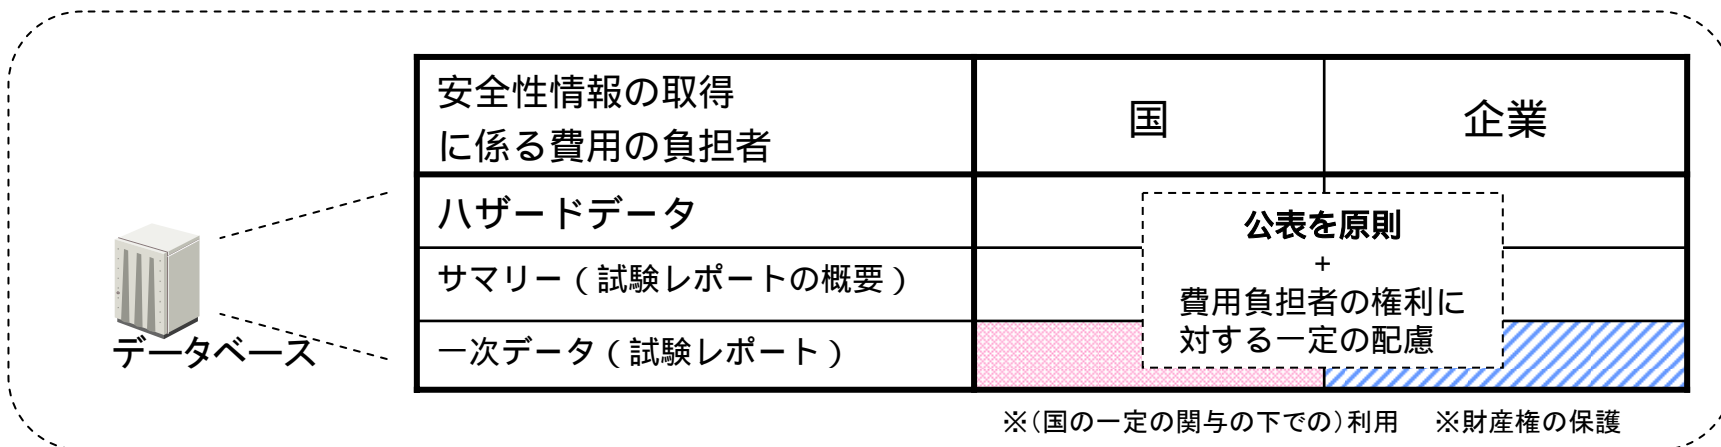 安全性情報の取得
に係る費用の負担者
国
企業
ハザードデータ
公表を原則
+
費用負担者の権利に
対する一定の配慮
サマリー(試験レポートの概要)
一次データ(試験レポート)
データベース
※(国の一定の関与の下での)利用
※財産権の保護